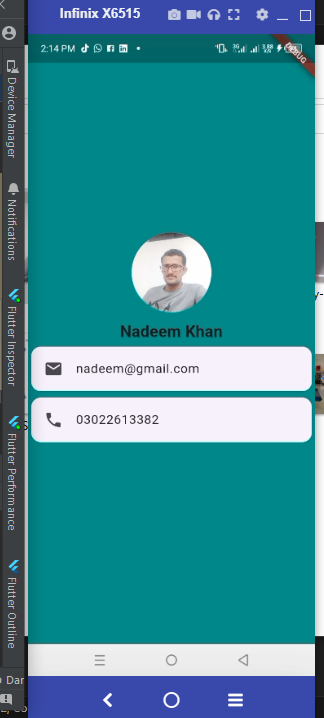 Infinix X6515
2:14 PM
DEBUG
Device Manager
Notifications
Flutter Inspector
Flutter Performance
Flutter Outline
Nadeem Khan
nadeem@gmail.com
03022613382
Dar